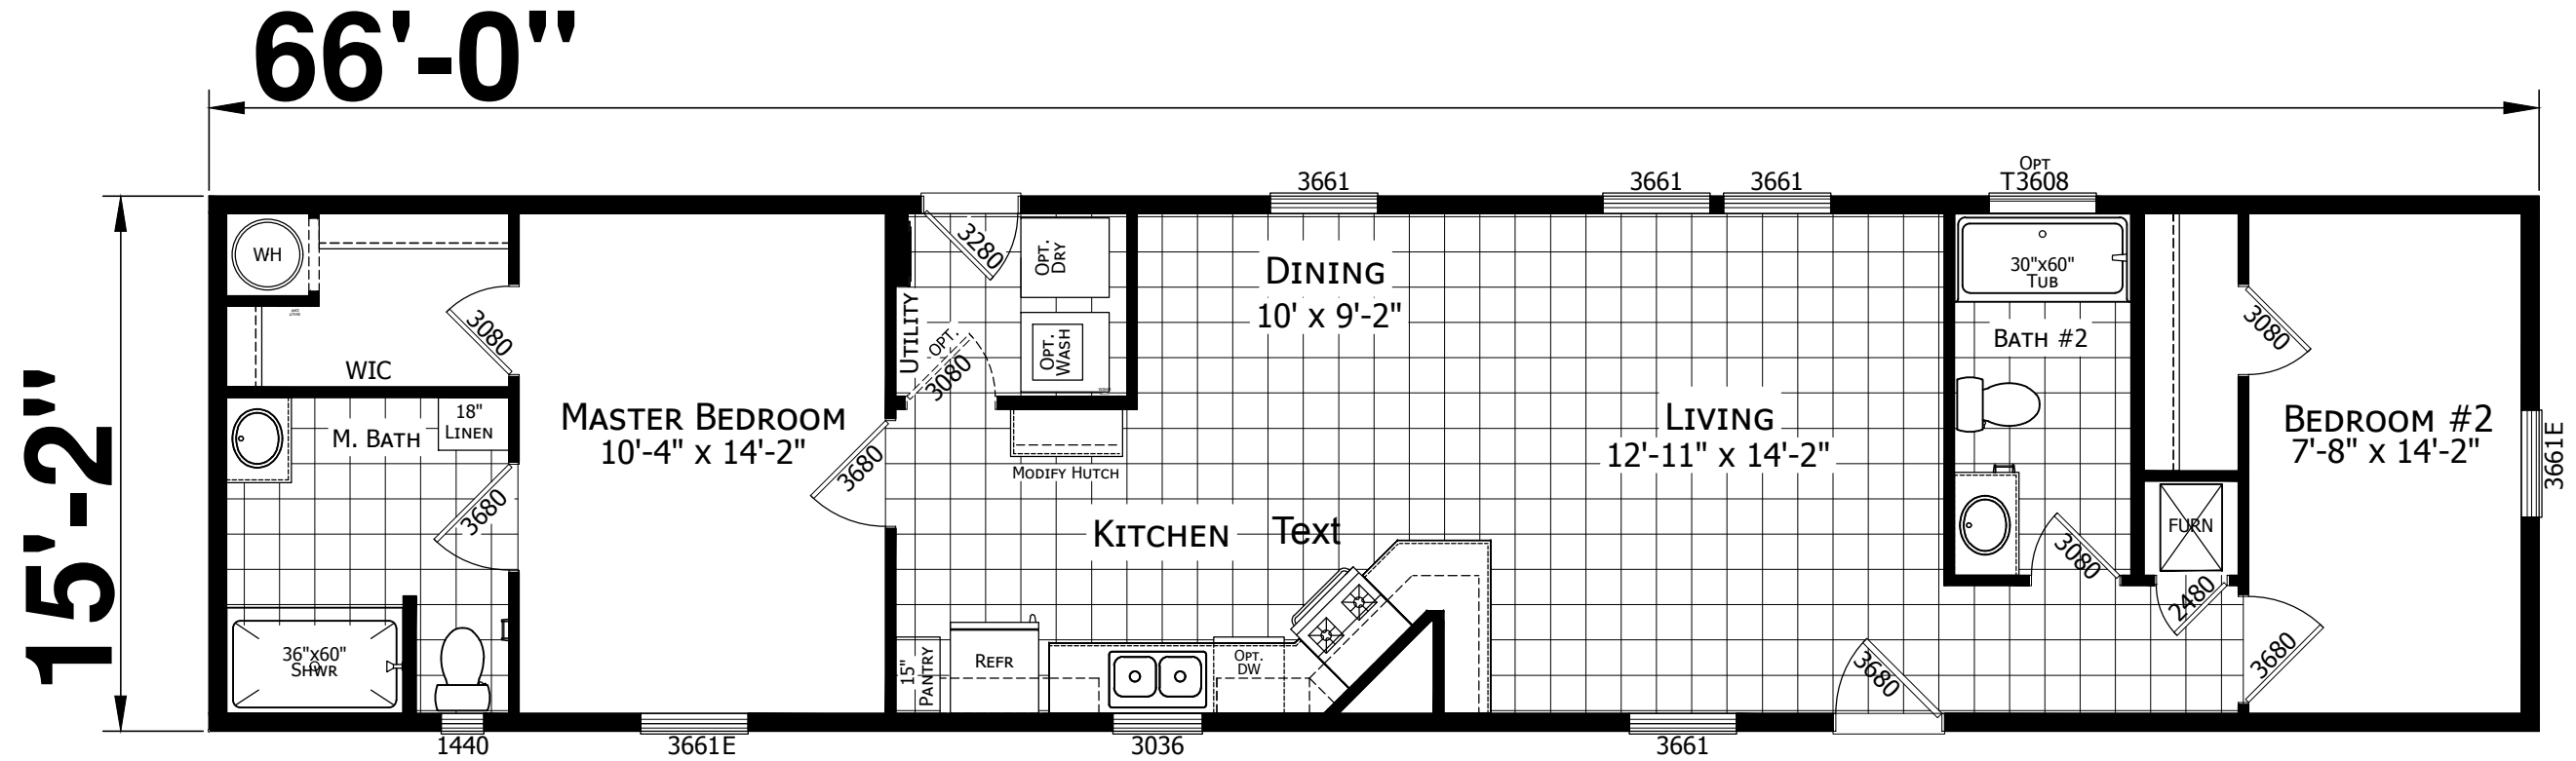 66'-0"
15'-2"
3661
3661
3661
OPT
T3608
WH
3080
WIC
M. BATH
18"
LINEN
3680
36"x60"
SHWR
1440
MASTER BEDROOM
10'-4" x 14'-2"
3680
3661E
3280
OPT.
DRY
UTILITY
OPT.
3080
OPT.
WASH
MODIFY HUTCH
DINING
10' x 9'-2"
KITCHEN
Text
15"
PANTRY
REFR
OPT.
DW
3036
LIVING
12'-11" x 14'-2"
3661
3680
30"x60"
TUB
BATH #2
3080
FURN
2480
3080
BEDROOM #2
7'-8" x 14'-2"
3680
3661E